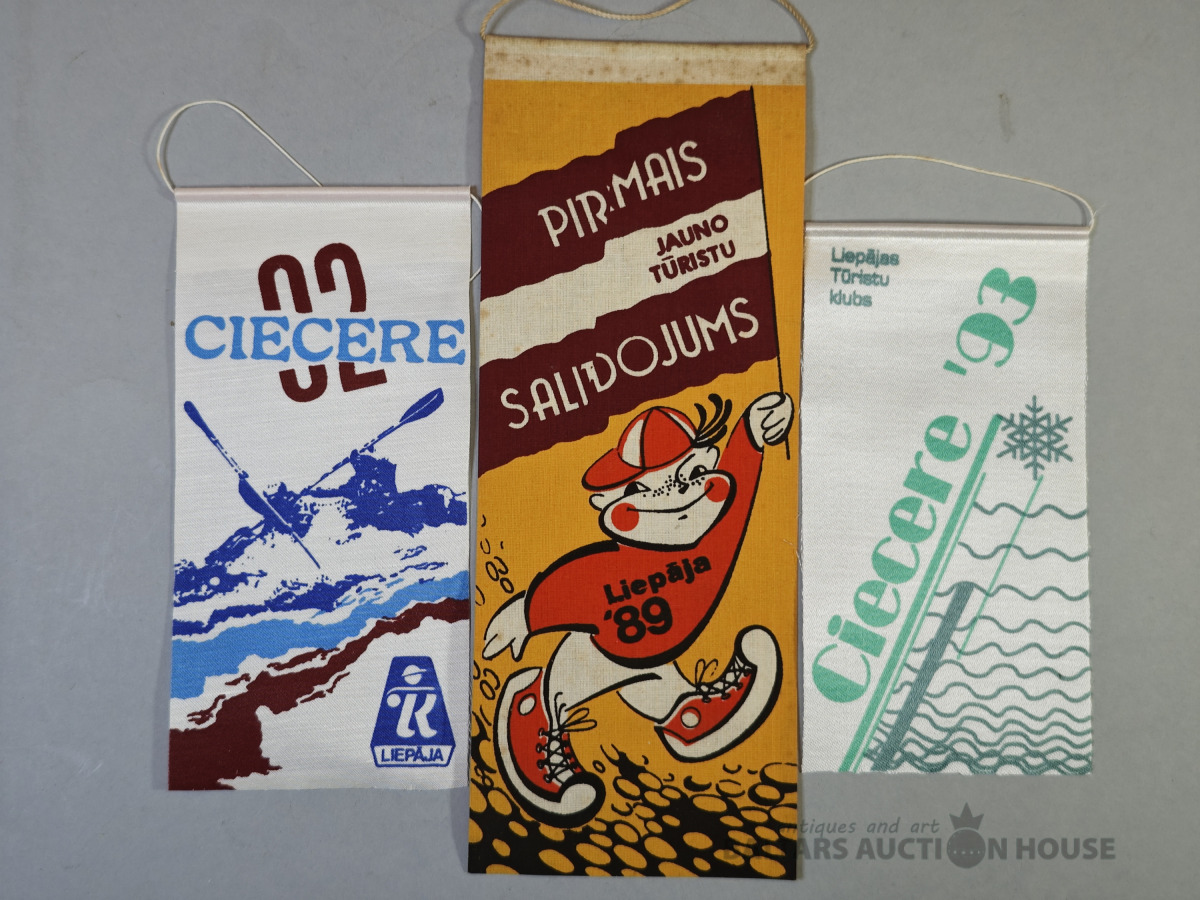 92
CIECERE
LIEPĀJA
PIRMAIS
JAUNO
TŪRISTU
SALIDOJUMS
Liepāja
'89
Liepājas
Tūristu
klubs
Ciecere '93
antiques and art
AUCTION HOUSE